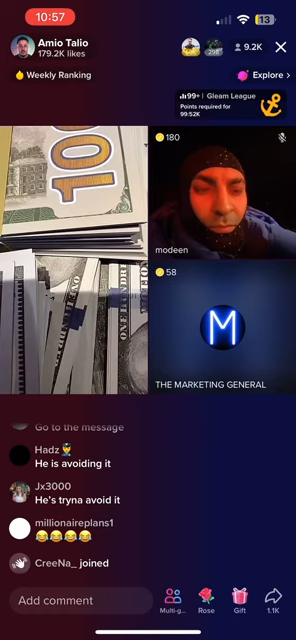 10:57
13
Amio Talio
179.2K likes
298
9.2K
Weekly Ranking
Explore >
99+ | Gleam League
Points required for
99:52K
100
180
modeen
ONE HUNDRED
58
M
THE MARKETING GENERAL
Go to the message
Hadz
He is avoiding it
Jx3000
He's tryna avoid it
millionaireplans1
CreeNa_ joined
Add comment
Multi-g...
Rose
Gift
1.1K